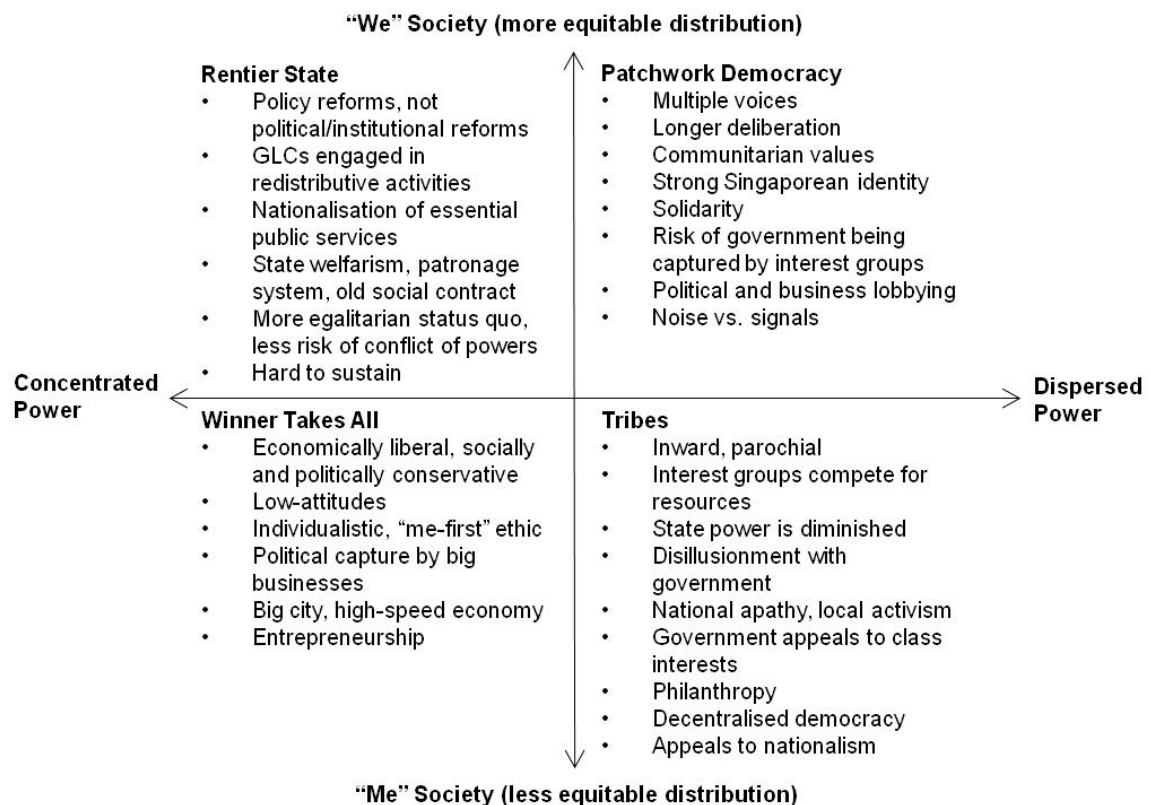 “We” Society (more equitable distribution)
Rentier State
• Policy reforms, not
political/institutional reforms
• GLCs engaged in
redistributive activities
• Nationalisation of essential
public services
• State welfarism, patronage
system, old social contract
• More egalitarian status quo,
less risk of conflict of powers
• Hard to sustain
Patchwork Democracy
• Multiple voices
• Longer deliberation
• Communitarian values
• Strong Singaporean identity
• Solidarity
• Risk of government being
captured by interest groups
• Political and business lobbying
• Noise vs. signals
Concentrated
Power
Dispersed
Power
Winner Takes All
• Economically liberal, socially
and politically conservative
• Low-attitudes
• Individualistic, “me-first” ethic
• Political capture by big
businesses
• Big city, high-speed economy
• Entrepreneurship
Tribes
• Inward, parochial
• Interest groups compete for
resources
• State power is diminished
• Disillusionment with
government
• National apathy, local activism
• Government appeals to class
interests
• Philanthropy
• Decentralised democracy
• Appeals to nationalism
“Me” Society (less equitable distribution)